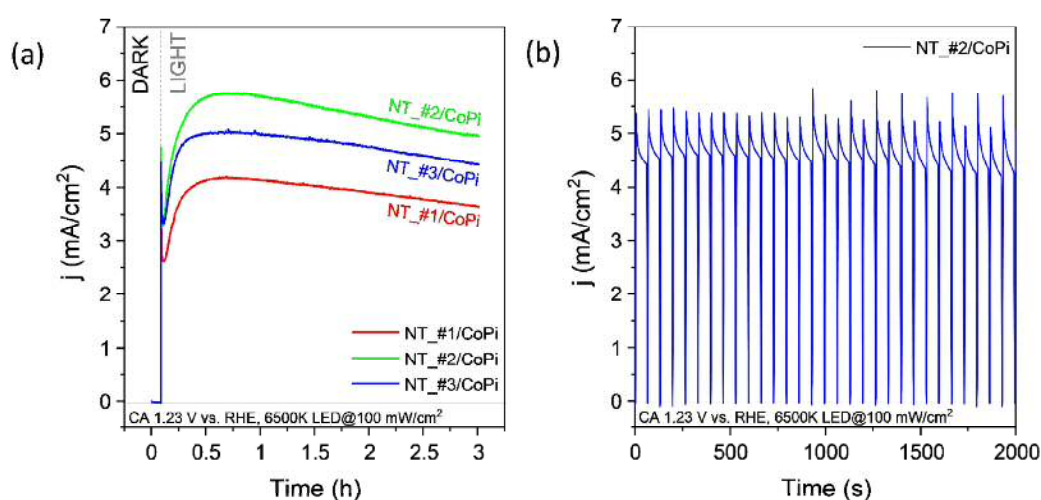 (a)
DARK
LIGHT
7
6
5
4
3
2
1
0
j (mA/cm²)
NT_#2/CoPi
NT_#3/CoPi
NT_#1/CoPi
NT_#1/CoPi
NT_#2/CoPi
NT_#3/CoPi
CA 1.23 V vs. RHE, 6500K LED@100 mW/cm²
0 0.5 1 1.5 2 2.5 3
Time (h)
(b)
NT_#2/CoPi
7
6
5
4
3
2
1
0
j (mA/cm²)
CA 1.23 V vs. RHE, 6500K LED@100 mW/cm²
0 500 1000 1500 2000
Time (s)